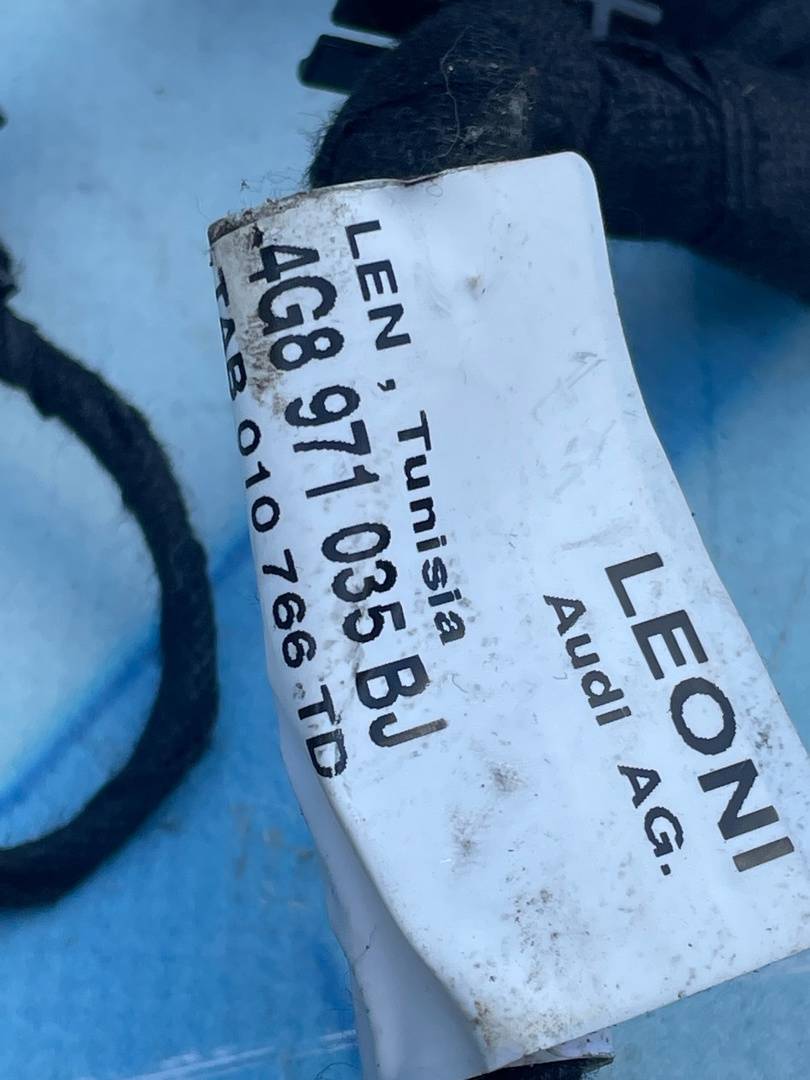 LEONI
Audi AG.
LEN, Tunisia
4G8 971 035 BJ
TAB 010 766 TD